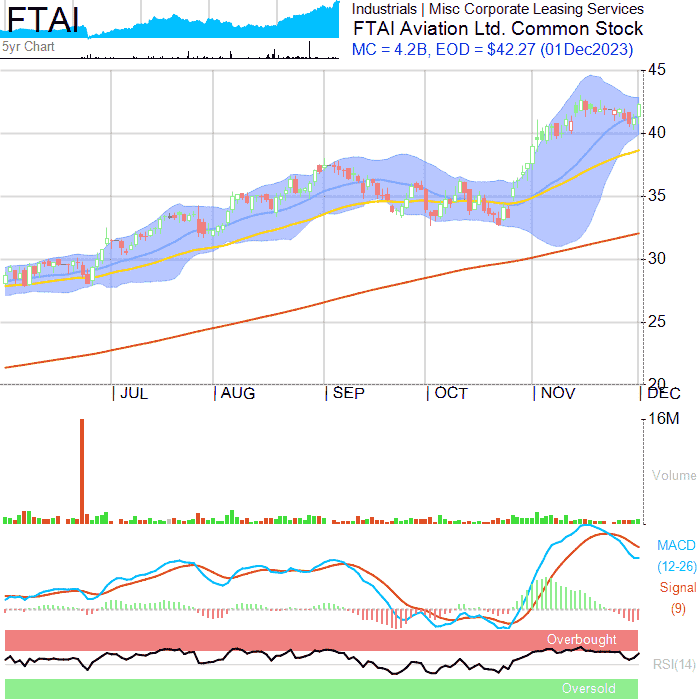 FTAI
5yr Chart
Industrials | Misc Corporate Leasing Services
FTAI Aviation Ltd. Common Stock
MC = 4.2B, EOD = $42.27 (01Dec2023)
45
40
35
30
25
20
JUL AUG SEP OCT NOV DEC
16M
Volume
MACD
(12-26)
Signal
(9)
Overbought
RSI(14)
Oversold